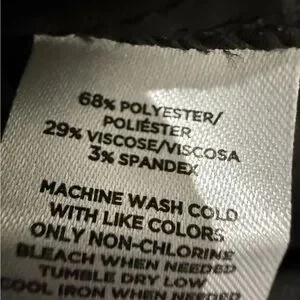 68% POLYESTER/
POLIÉSTER
29% VISCOSE/VISCOSA
3% SPANDEX
MACHINE WASH COLD
WITH LIKE COLORS
ONLY NON-CHLORINE
BLEACH WHEN NEEDED
TUMBLE DRY LOW
COOL IRON WHEN NEEDED